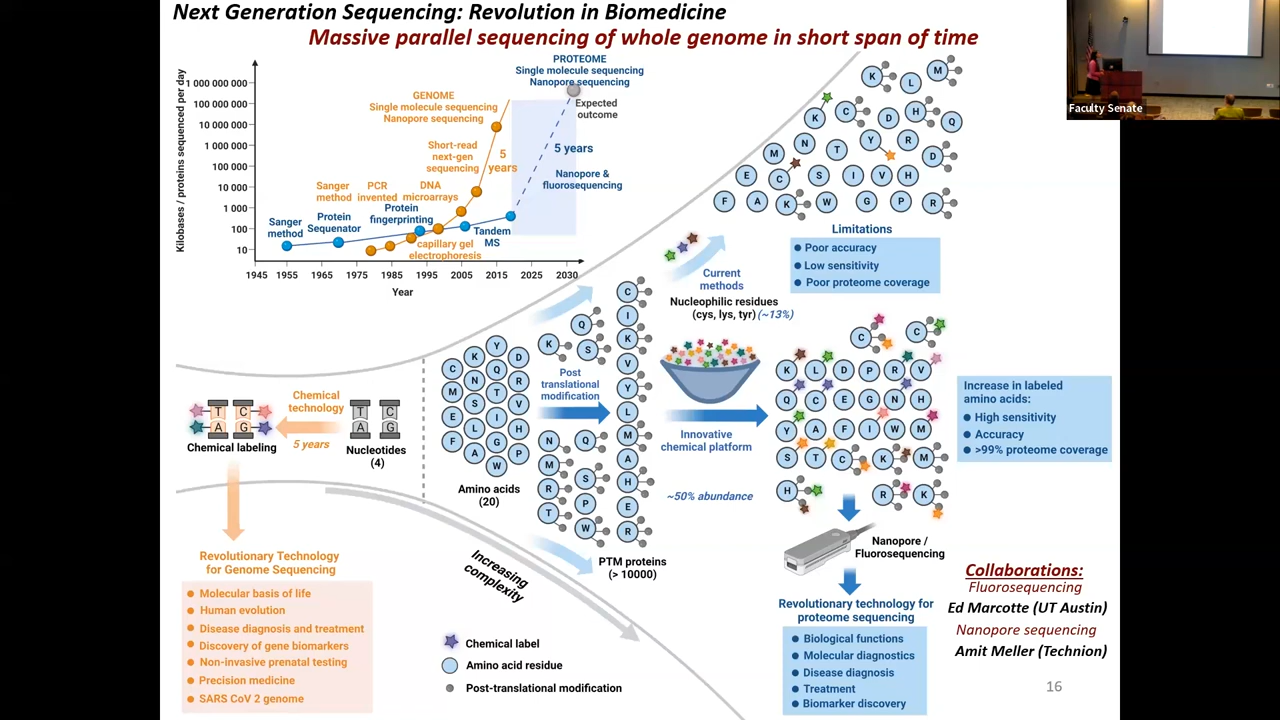 Next Generation Sequencing: Revolution in Biomedicine
Massive parallel sequencing of whole genome in short span of time
Faculty Senate
Kilobases / proteins sequenced per day
1 000 000 000
100 000 000
10 000 000
1 000 000
100 000
10 000
1 000
100
10
1945 1955 1965 1975 1985 1995 2005 2015 2025 2030
Year
PROTEOME
Single molecule sequencing
Nanopore sequencing
Expected
outcome
GENOME
Single molecule sequencing
Nanopore sequencing
Short-read
next-gen
sequencing
5
years
5 years
Nanopore &
fluorosequencing
Sanger
method
PCR
invented
DNA
microarrays
Sanger
method
Protein
Sequenator
Protein
fingerprinting
Tandem
MS
capillary gel
electrophoresis
K L M
K C D H Q
M N T Y R D
E C S I V H
F A K W G P R
Limitations
Poor accuracy
Low sensitivity
Poor proteome coverage
Current
methods
Nucleophilic residues
(cys, lys, tyr) (~13%)
T C
A G
Chemical labeling
Chemical
technology
5 years
T C
A G
Nucleotides
(4)
Y
K D
C Q
N R
M T
S V
E I
L H
F G
A P
W
Amino acids
(20)
Q
K S
Post
translational
modification
N Q
M S
R P
T W
C
I
K
V
Y
L
M
A
H
E
R
PTM proteins
(> 10000)
Innovative
chemical platform
~50% abundance
C C
K L D P R V
Q C E G N H
Y A F I W M
S T C K M
H R K
Increase in labeled
amino acids:
High sensitivity
Accuracy
>99% proteome coverage
Nanopore /
Fluorosequencing
Revolutionary technology for
proteome sequencing
Biological functions
Molecular diagnostics
Disease diagnosis
Treatment
Biomarker discovery
Collaborations:
Fluorosequencing
Ed Marcotte (UT Austin)
Nanopore sequencing
Amit Meller (Technion)
Revolutionary Technology
for Genome Sequencing
Molecular basis of life
Human evolution
Disease diagnosis and treatment
Discovery of gene biomarkers
Non-invasive prenatal testing
Precision medicine
SARS CoV 2 genome
Increasing
complexity
Chemical label
Amino acid residue
Post-translational modification
16